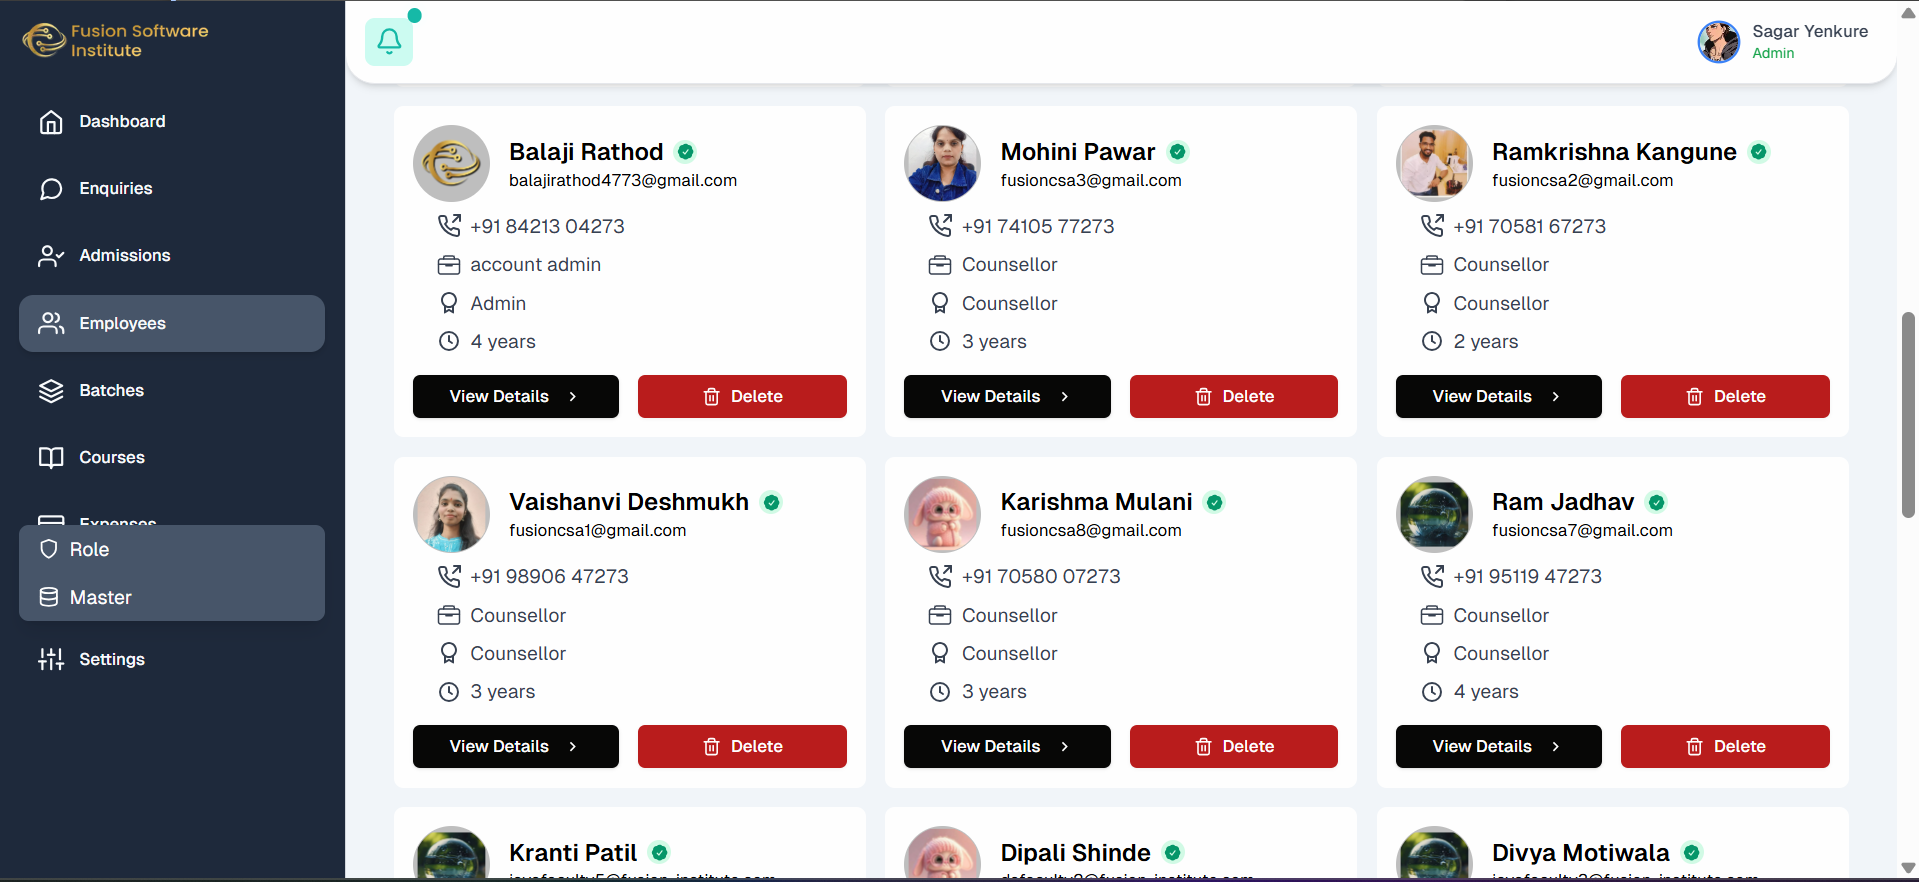 Fusion Software
Institute
Sagar Yenkure
Admin
Dashboard
Enquiries
Admissions
Employees
Batches
Courses
Expenses
Role
Master
Settings
Balaji Rathod
balajirathod4773@gmail.com
+91 84213 04273
account admin
Admin
4 years
View Details
Delete
Mohini Pawar
fusioncsa3@gmail.com
+91 74105 77273
Counsellor
Counsellor
3 years
View Details
Delete
Ramkrishna Kangune
fusioncsa2@gmail.com
+91 70581 67273
Counsellor
Counsellor
2 years
View Details
Delete
Vaishanvi Deshmukh
fusioncsa1@gmail.com
+91 98906 47273
Counsellor
Counsellor
3 years
View Details
Delete
Karishma Mulani
fusioncsa8@gmail.com
+91 70580 07273
Counsellor
Counsellor
3 years
View Details
Delete
Ram Jadhav
fusioncsa7@gmail.com
+91 95119 47273
Counsellor
Counsellor
4 years
View Details
Delete
Kranti Patil
Dipali Shinde
Divya Motiwala